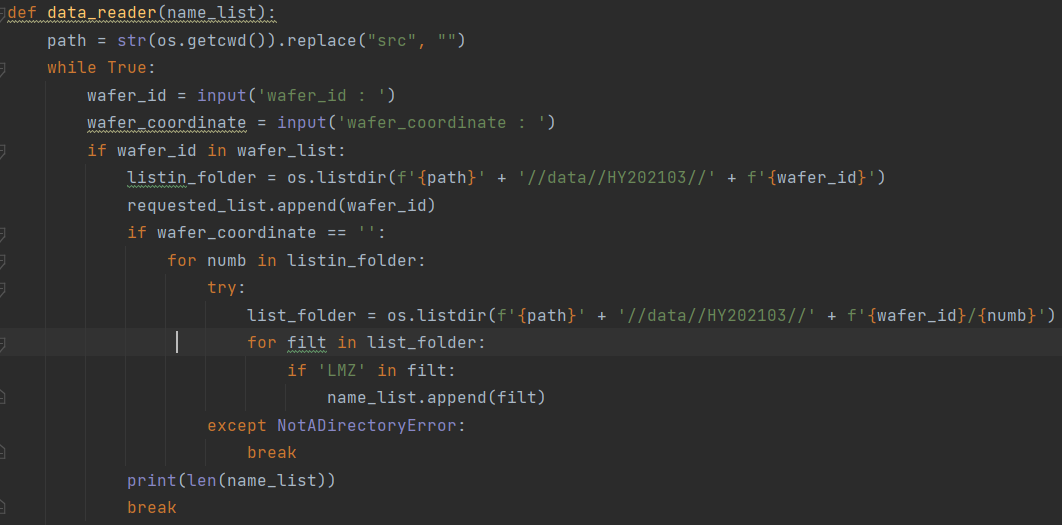 def data_reader(name_list):
    path = str(os.getcwd()).replace("src", "")
    while True:
        wafer_id = input('wafer_id : ')
        wafer_coordinate = input('wafer_coordinate : ')
        if wafer_id in wafer_list:
            listin_folder = os.listdir(f'{path}' + '//data//HY202103//' + f'{wafer_id}')
            requested_list.append(wafer_id)
            if wafer_coordinate == '':
                for numb in listin_folder:
                    try:
                        list_folder = os.listdir(f'{path}' + '//data//HY202103//' + f'{wafer_id}/{numb}')
                        for filt in list_folder:
                            if 'LMZ' in filt:
                                name_list.append(filt)
                    except NotADirectoryError:
                        break
            print(len(name_list))
            break